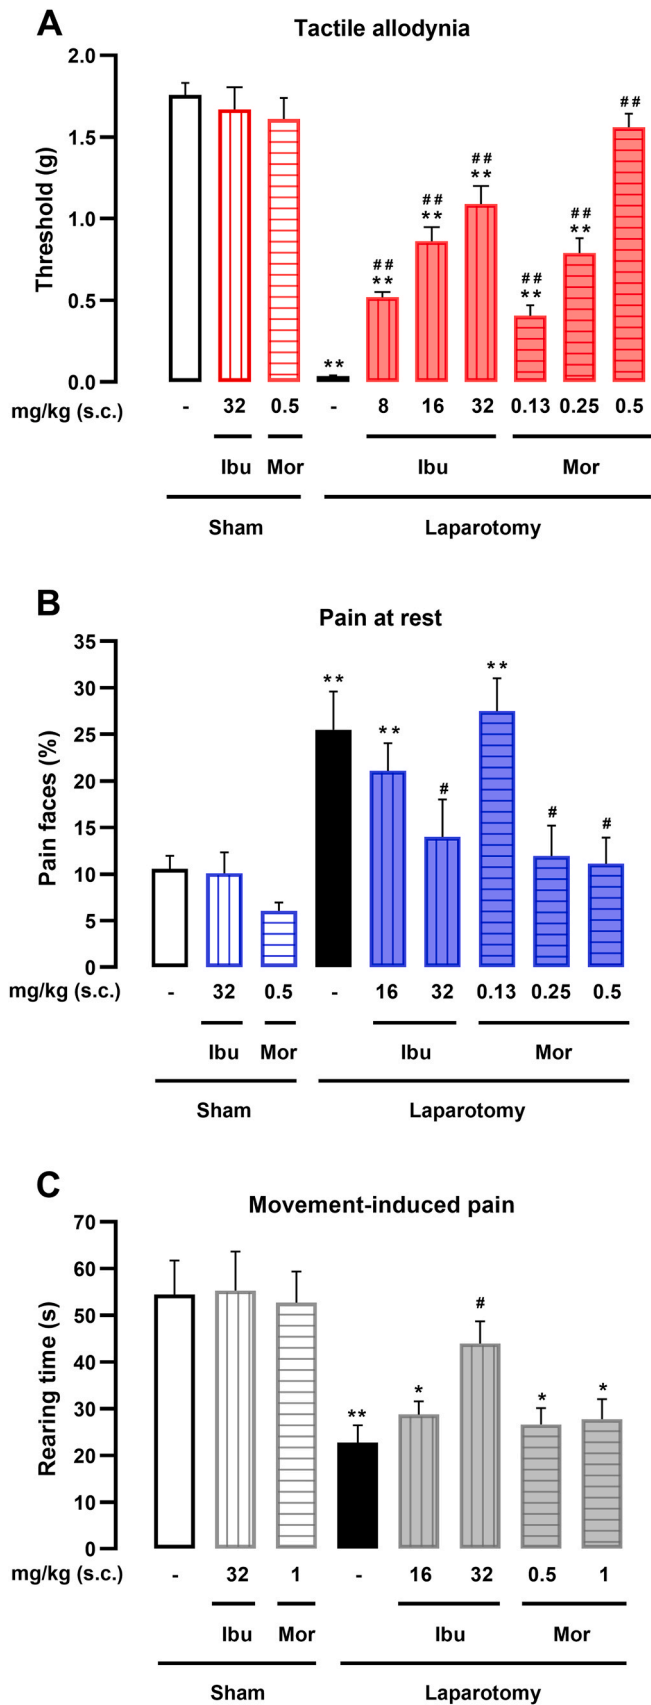 A
Tactile allodynia
Threshold (g)
2.0
1.5
1.0
0.5
0.0
** ## ** ## ** ## ** ## ** ## ** ##
mg/kg (s.c.) - 32 0.5 - 8 16 32 0.13 0.25 0.5
Ibu Mor Ibu Mor
Sham Laparotomy
B
Pain at rest
Pain faces (%)
35
30
25
20
15
10
5
0
** ** # ** # #
mg/kg (s.c.) - 32 0.5 - 16 32 0.13 0.25 0.5
Ibu Mor Ibu Mor
Sham Laparotomy
C
Movement-induced pain
Rearing time (s)
70
60
50
40
30
20
10
0
** * # * *
mg/kg (s.c.) - 32 1 - 16 32 0.5 1
Ibu Mor Ibu Mor
Sham Laparotomy